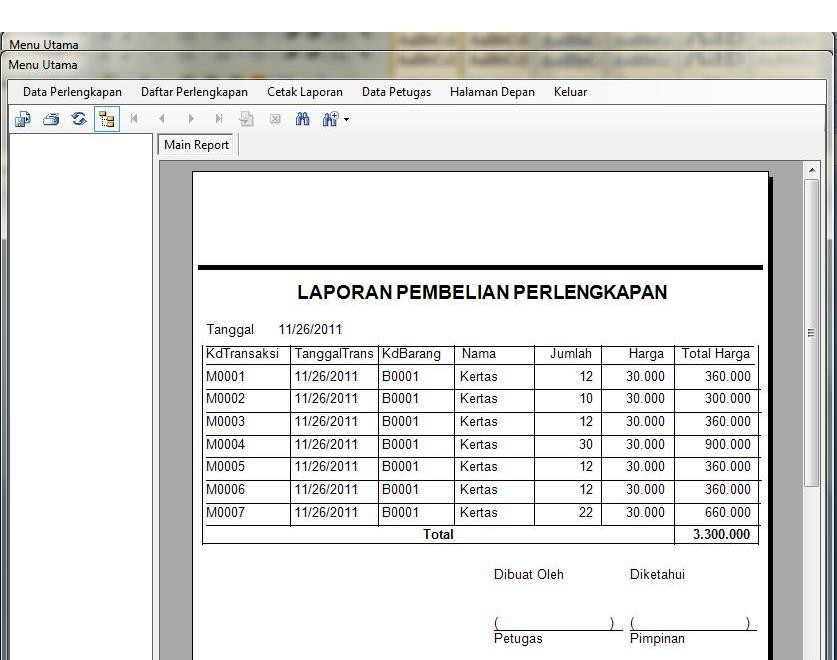 Menu Utama
Menu Utama
Data Perlengkapan Daftar Perlengkapan Cetak Laporan Data Petugas Halaman Depan Keluar
Main Report
LAPORAN PEMBELIAN PERLENGKAPAN
Tanggal 11/26/2011
KdTransaksi TanggalTrans KdBarang Nama Jumlah Harga Total Harga
M0001 11/26/2011 B0001 Kertas 12 30.000 360.000
M0002 11/26/2011 B0001 Kertas 10 30.000 300.000
M0003 11/26/2011 B0001 Kertas 12 30.000 360.000
M0004 11/26/2011 B0001 Kertas 30 30.000 900.000
M0005 11/26/2011 B0001 Kertas 12 30.000 360.000
M0006 11/26/2011 B0001 Kertas 12 30.000 360.000
M0007 11/26/2011 B0001 Kertas 22 30.000 660.000
Total 3.300.000
Dibuat Oleh Diketahui
( ) ( )
Petugas Pimpinan